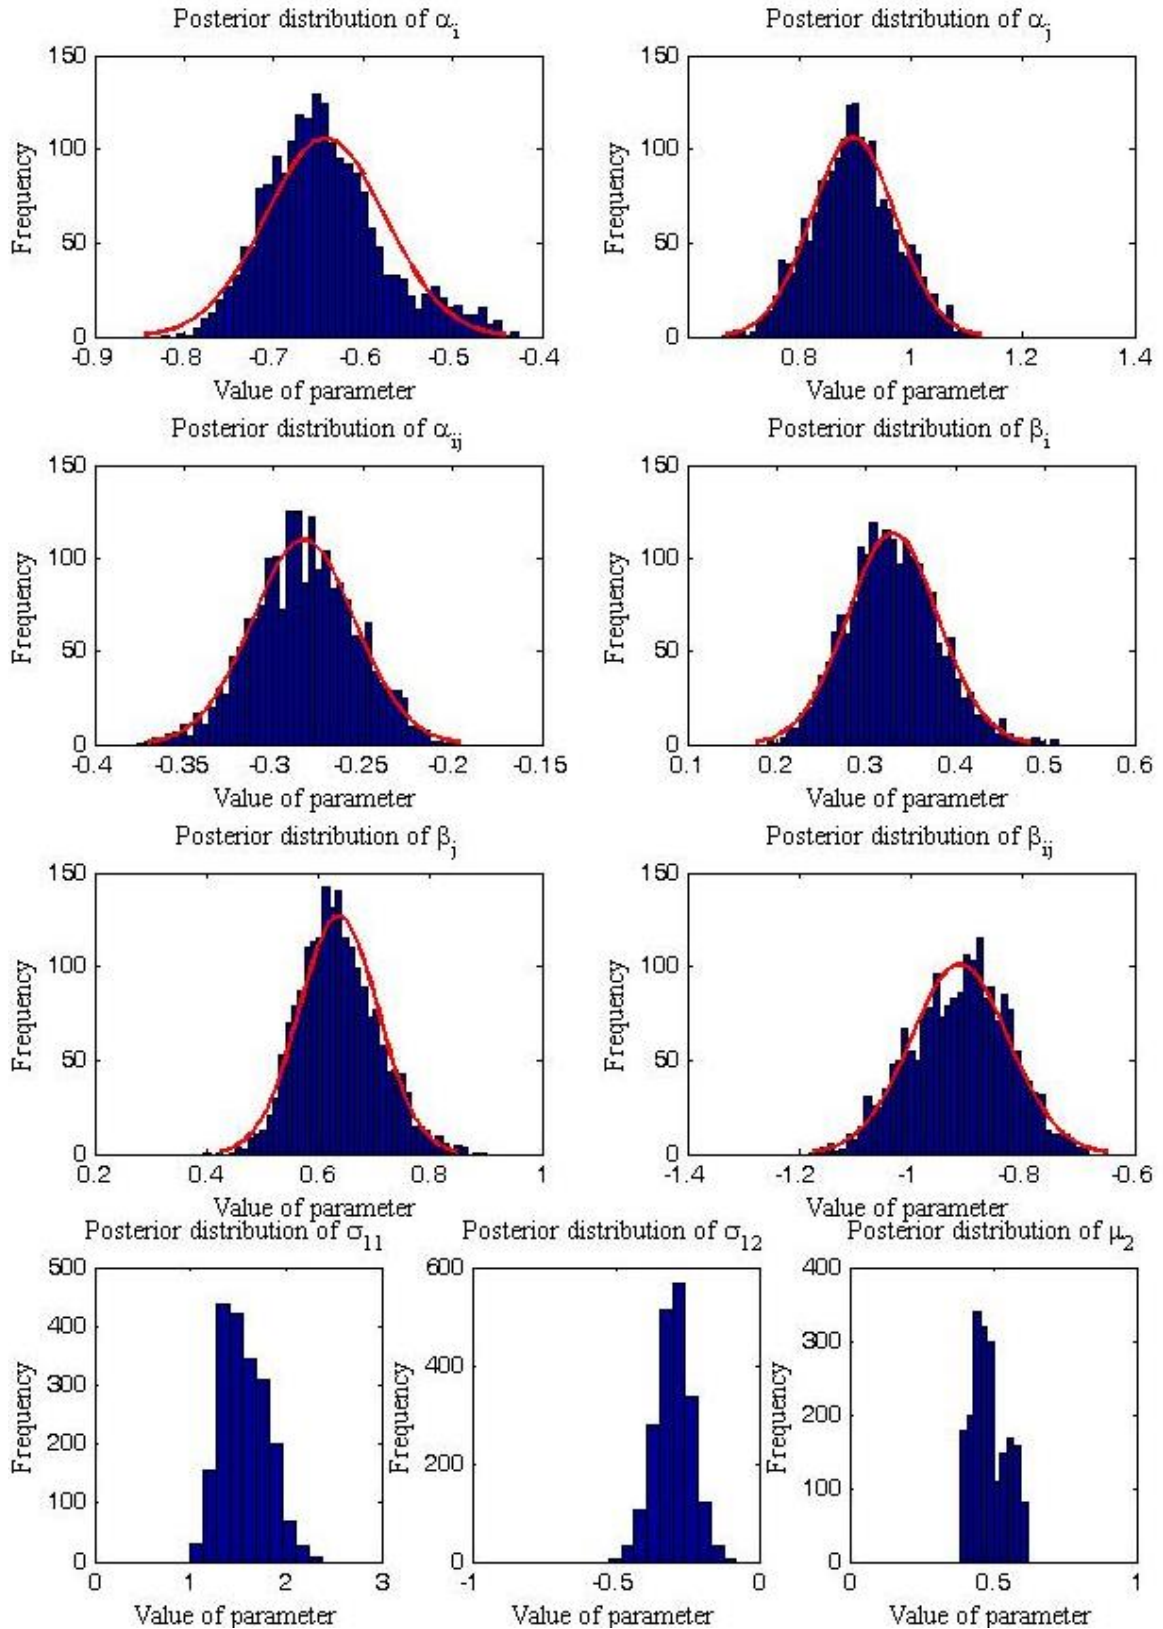 Posterior distribution of αi
Posterior distribution of αj
Frequency
150
100
50
0
-0.9 -0.8 -0.7 -0.6 -0.5 -0.4
Value of parameter
Frequency
150
100
50
0
0.8 1 1.2 1.4
Value of parameter
Posterior distribution of αij
Posterior distribution of βi
Frequency
150
100
50
0
-0.4 -0.35 -0.3 -0.25 -0.2 -0.15
Value of parameter
Frequency
150
100
50
0
0.1 0.2 0.3 0.4 0.5 0.6
Value of parameter
Posterior distribution of βj
Posterior distribution of βij
Frequency
150
100
50
0
0.2 0.4 0.6 0.8 1
Value of parameter
Frequency
150
100
50
0
-1.4 -1.2 -1 -0.8 -0.6
Value of parameter
Posterior distribution of σ11
Posterior distribution of σ12
Posterior distribution of μ2
Frequency
500
400
300
200
100
0
0 1 2 3
Value of parameter
Frequency
600
400
200
0
-1 -0.5 0
Value of parameter
Frequency
400
300
200
100
0
0 0.5 1
Value of parameter